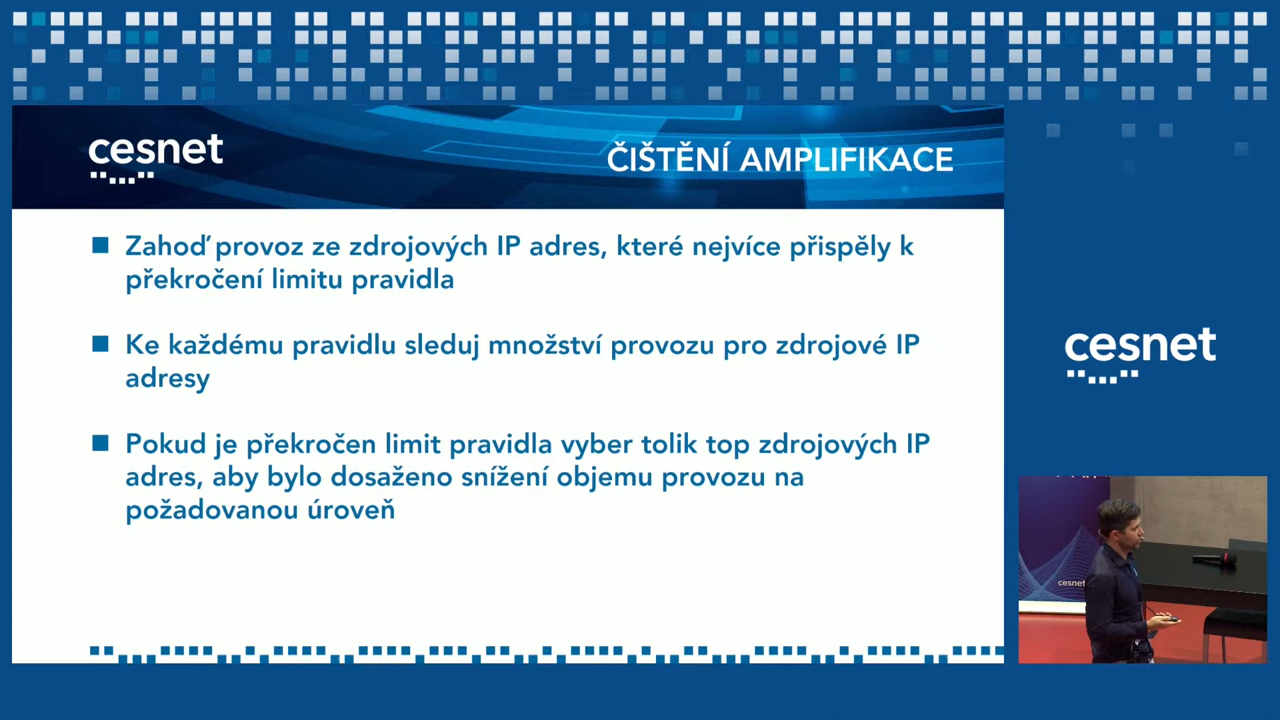 cesnet
ČIŠTĚNÍ AMPLIFIKACE
Zahoď provoz ze zdrojových IP adres, které nejvíce přispěly k
překročení limitu pravidla
Ke každému pravidlu sleduj množství provozu pro zdrojové IP
adresy
Pokud je překročen limit pravidla vyber tolik top zdrojových IP
adres, aby bylo dosaženo snížení objemu provozu na
požadovanou úroveň
cesnet
cesnet